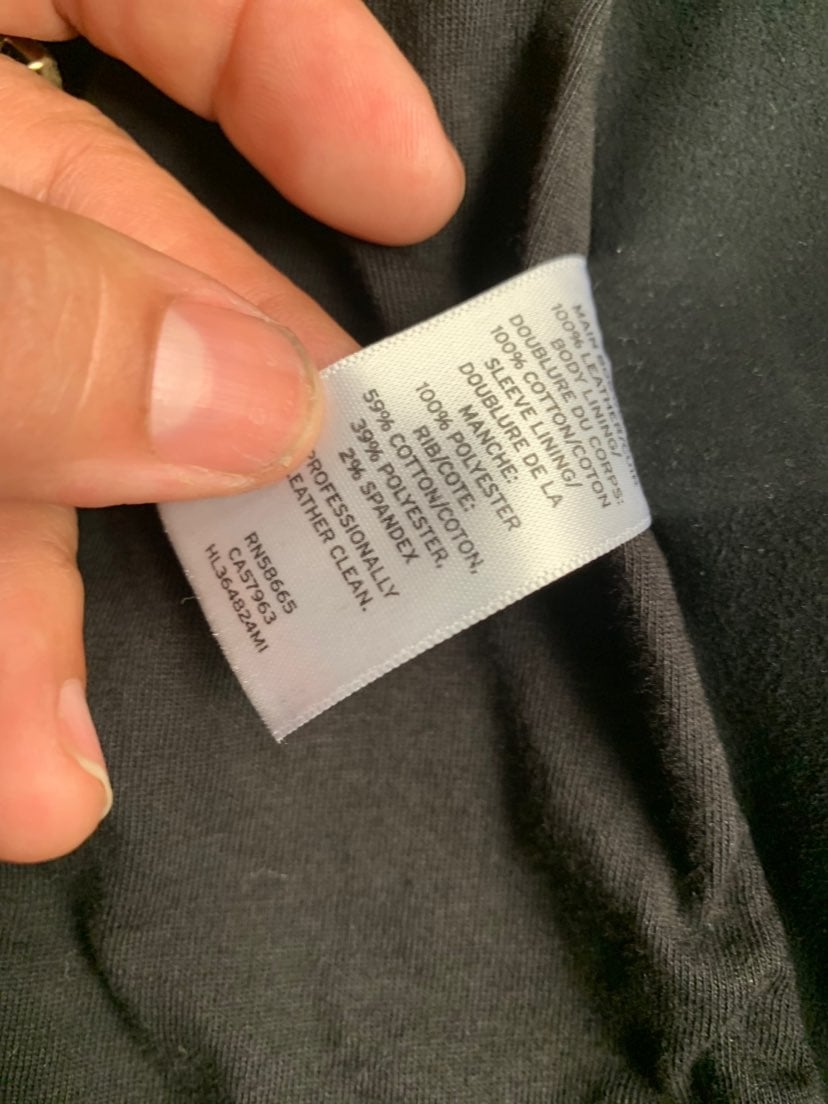 MAIN
100% LEATHER/CUIR
BODY LINING/
DOUBLURE DU CORPS:
100% COTTON/COTON
SLEEVE LINING/
DOUBLURE DE LA
MANCHE:
100% POLYESTER
RIB/COTE:
59% COTTON/COTON,
39% POLYESTER,
2% SPANDEX
PROFESSIONALLY
LEATHER CLEAN.
RN58665
CA57963
HL364824MI